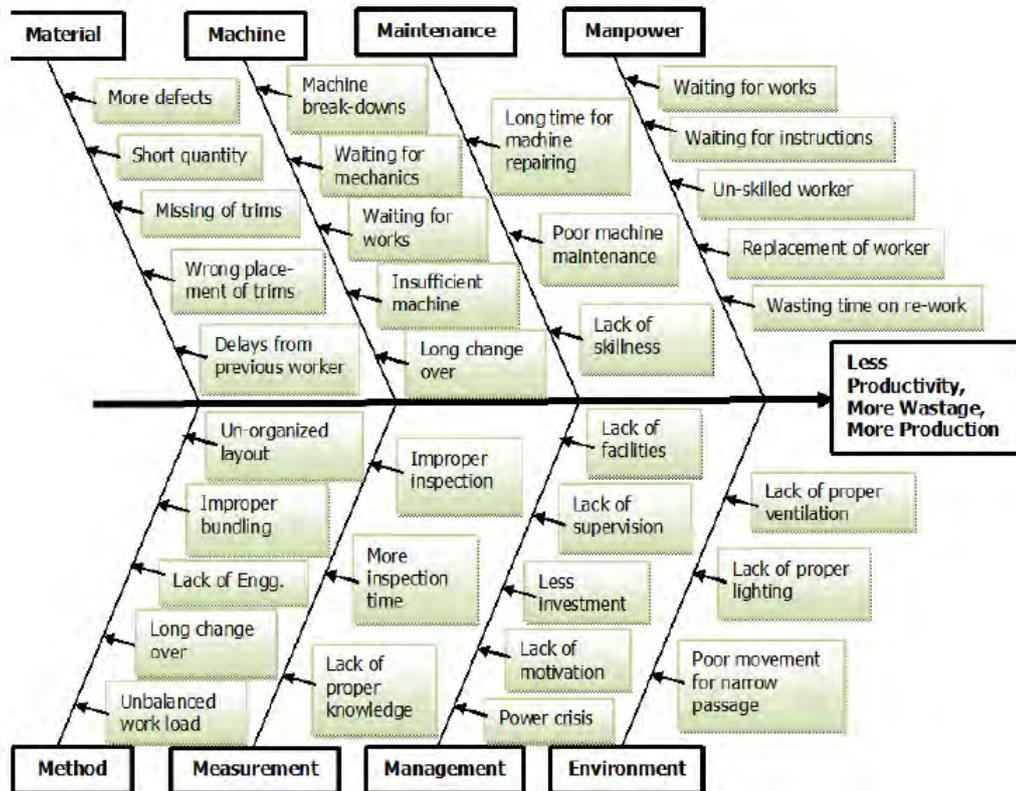 Material
Machine
Maintenance
Manpower
More defects
Short quantity
Missing of trims
Wrong place-
ment of trims
Delays from
previous worker
Machine
break-downs
Waiting for
mechanics
Waiting for
works
Insufficient
machine
Long change
over
Long time for
machine
repairing
Poor machine
maintenance
Lack of
skillness
Waiting for works
Waiting for instructions
Un-skilled worker
Replacement of worker
Wasting time on re-work
Less
Productivity,
More Wastage,
More Production
Un-organized
layout
Improper
bundling
Lack of Engg.
Long change
over
Unbalanced
work load
Improper
inspection
More
inspection
time
Lack of
proper
knowledge
Lack of
facilities
Lack of
supervision
Less
investment
Lack of
motivation
Power crisis
Lack of proper
ventilation
Lack of proper
lighting
Poor movement
for narrow
passage
Method
Measurement
Management
Environment